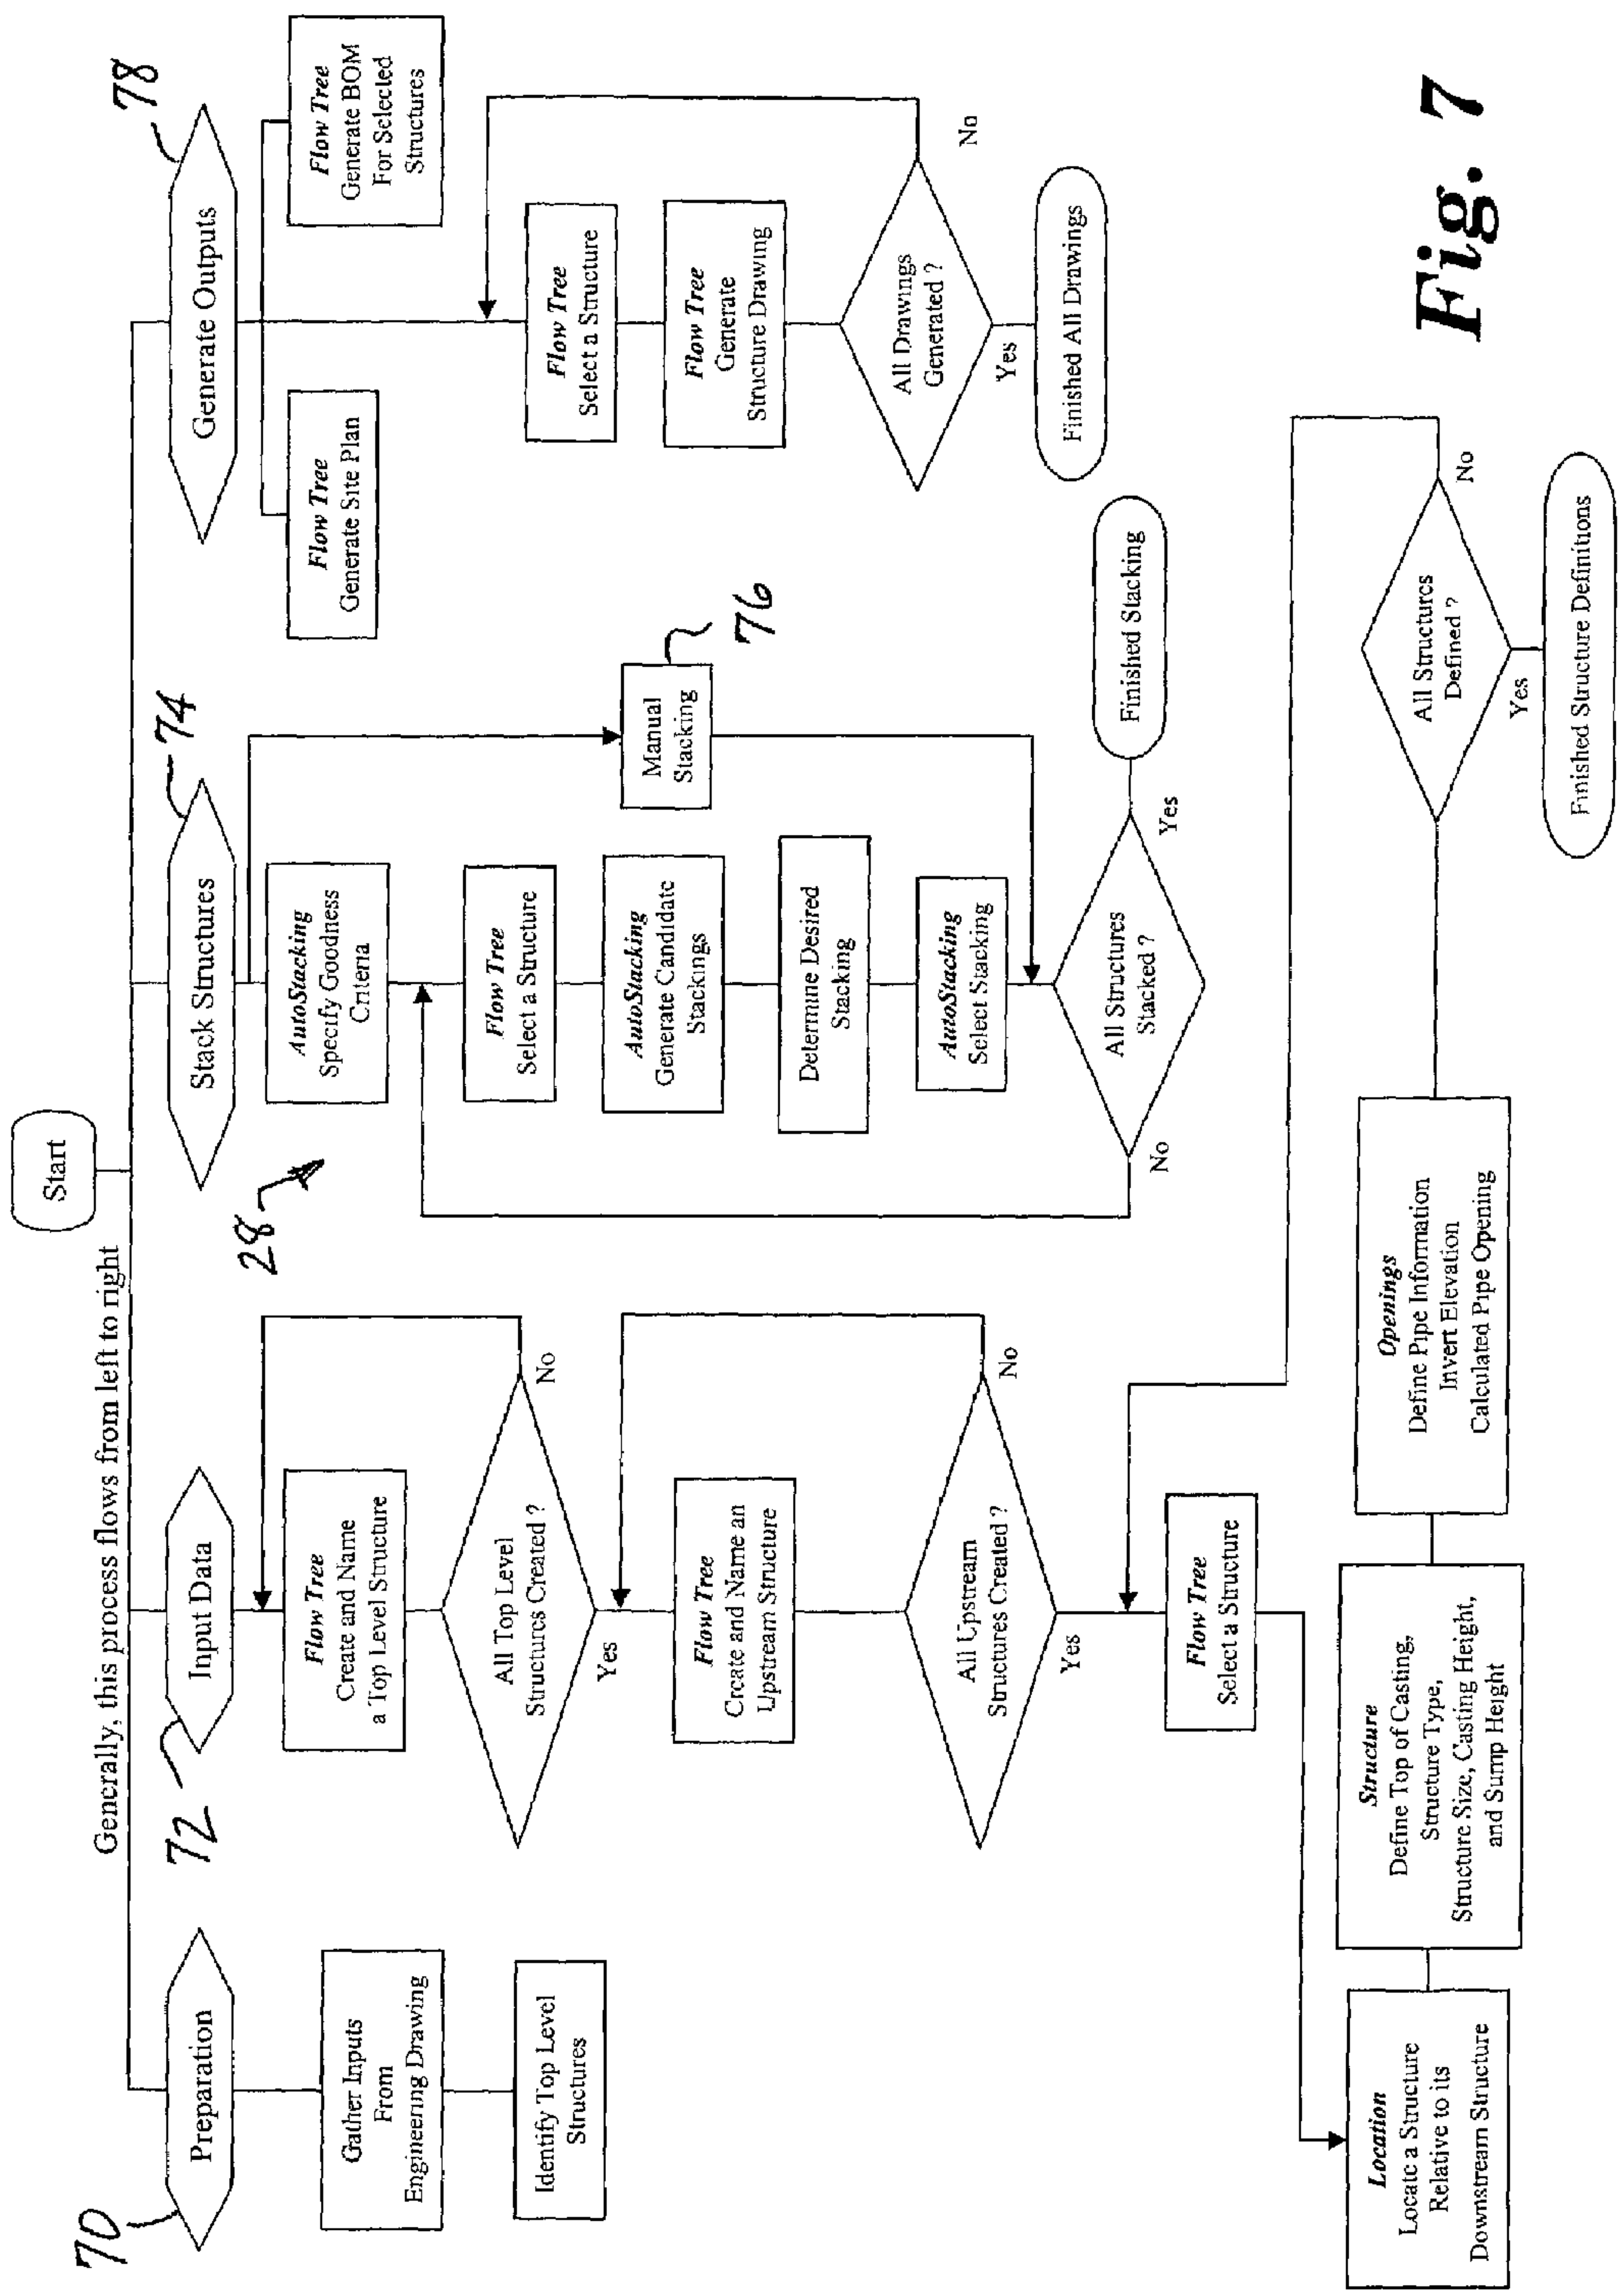 Start
Generally, this process flows from left to right
70
Preparation
Gather Inputs
From
Engineering Drawing
Identify Top Level
Structures
72
Input Data
Flow Tree
Create and Name
a Top Level Structure
All Top Level
Structures Created ?
No
Yes
Flow Tree
Create and Name an
Upstream Structure
All Upstream
Structures Created ?
No
Yes
Flow Tree
Select a Structure
Location
Locate a Structure
Relative to its
Downstream Structure
Structure
Define Top of Casting,
Structure Type,
Structure Size, Casting Height,
and Sump Height
Openings
Define Pipe Information
Invert Elevation
Calculated Pipe Opening
All Structures
Defined ?
No
Yes
Finished Structure Definitions
28
74
Stack Structures
AutoStacking
Specify Goodness
Criteria
Flow Tree
Select a Structure
AutoStacking
Generate Candidate
Stackings
Determine Desired
Stacking
AutoStacking
Select Stacking
All Structures
Stacked ?
No
Yes
Finished Stacking
Manual
Stacking
76
78
Generate Outputs
Flow Tree
Generate Site Plan
Flow Tree
Generate BOM
For Selected
Structures
Flow Tree
Select a Structure
Flow Tree
Generate
Structure Drawing
All Drawings
Generated ?
No
Yes
Finished All Drawings
Fig. 7